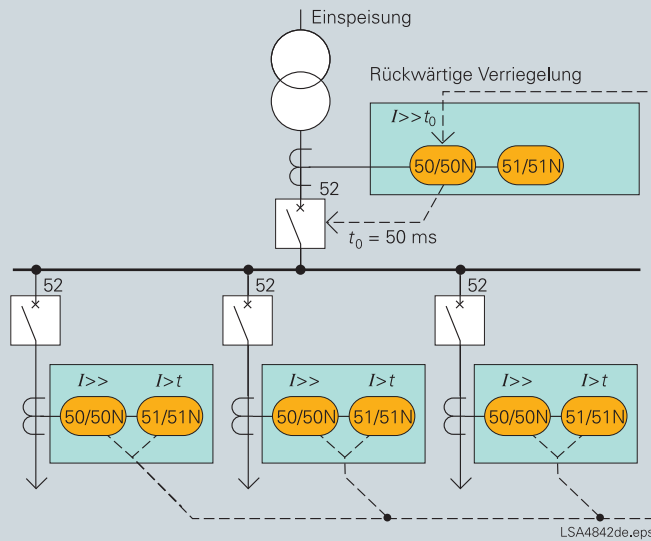 Einspeisung
Rückwärtige Verriegelung
I>>t₀
50/50N 51/51N
52
t₀ = 50 ms
52 52 52
I>> I>t I>> I>t I>> I>t
50/50N 51/51N 50/50N 51/51N 50/50N 51/51N
LSA4842de.eps